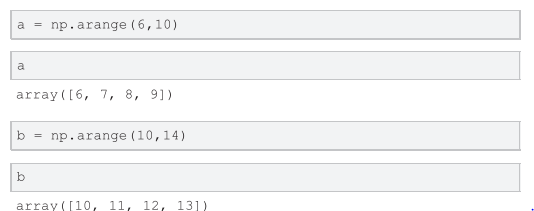 a = np.arange(6,10)
a
array([6, 7, 8, 9])
b = np.arange(10,14)
b
array([10, 11, 12, 13])
.